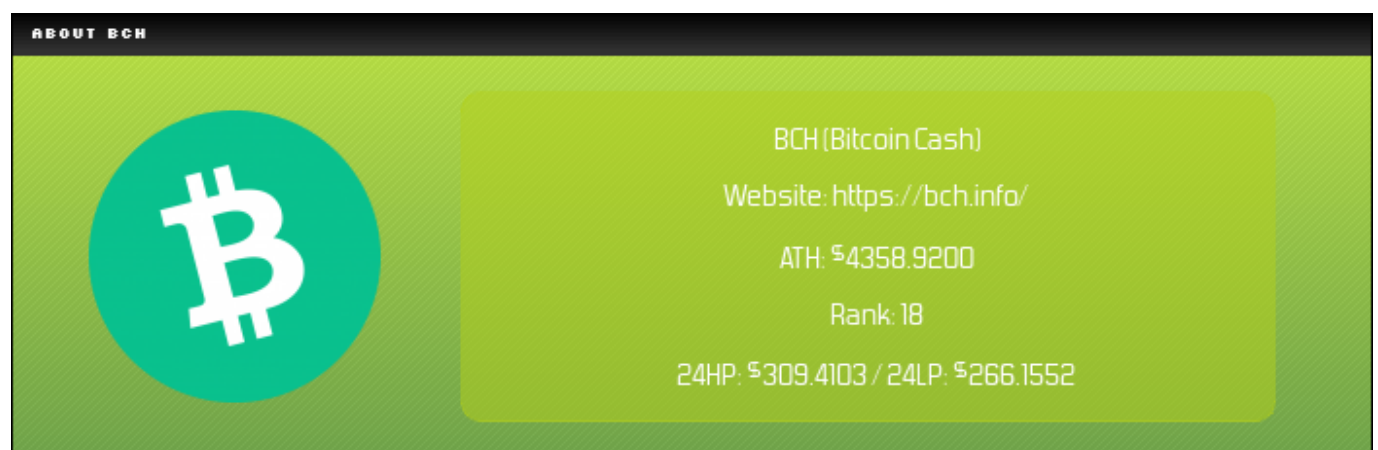 ABOUT BCH
BCH (Bitcoin Cash)
Website: https://bch.info/
ATH: $4358.9200
Rank: 18
24HP: $309.4103 / 24LP: $266.1552